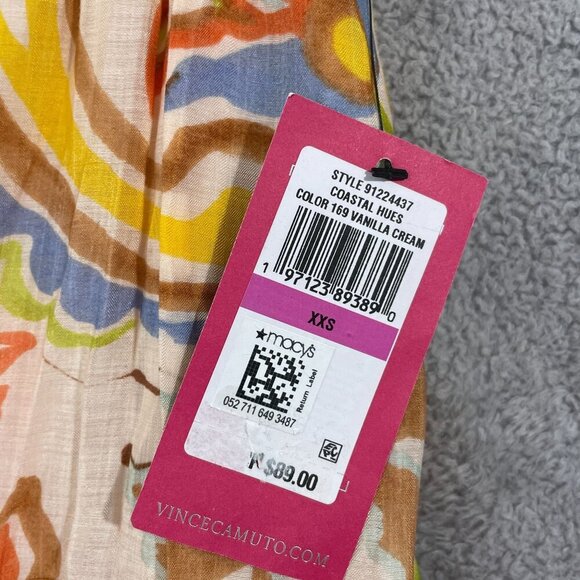 STYLE 91224437
COASTAL HUES
COLOR 169 VANILLA CREAM
1 97123 89389 0
XXS
★macy's
Return Label
052 711 649 3487
$89.00
VINCECAMUTO.COM